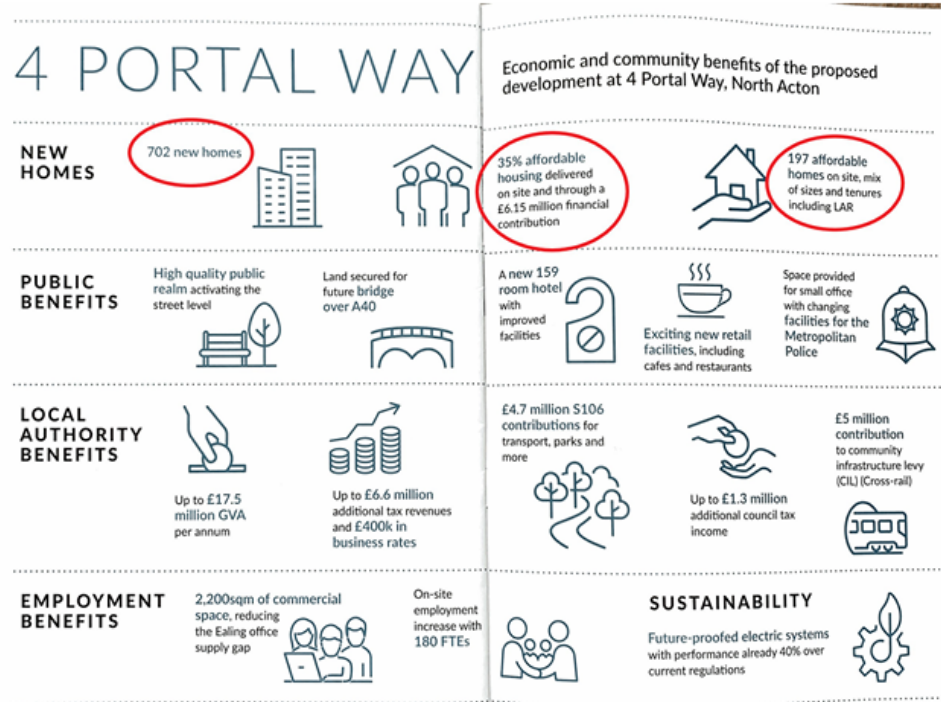 4 PORTAL WAY
Economic and community benefits of the proposed
development at 4 Portal Way, North Acton
NEW
HOMES
702 new homes
35% affordable
housing delivered
on site and through a
£6.15 million financial
contribution
197 affordable
homes on site, mix
of sizes and tenures
including LAR
PUBLIC
BENEFITS
High quality public
realm activating the
street level
Land secured for
future bridge
over A40
A new 159
room hotel
with
improved
facilities
Exciting new retail
facilities, including
cafes and restaurants
Space provided
for small office
with changing
facilities for the
Metropolitan
Police
LOCAL
AUTHORITY
BENEFITS
Up to £17.5
million GVA
per annum
Up to £6.6 million
additional tax revenues
and £400k in
business rates
£4.7 million S106
contributions for
transport, parks and
more
Up to £1.3 million
additional council tax
income
£5 million
contribution
to community
infrastructure levy
(CIL) (Cross-rail)
EMPLOYMENT
BENEFITS
2,200sqm of commercial
space, reducing
the Ealing office
supply gap
On-site
employment
increase with
180 FTEs
SUSTAINABILITY
Future-proofed electric systems
with performance already 40% over
current regulations